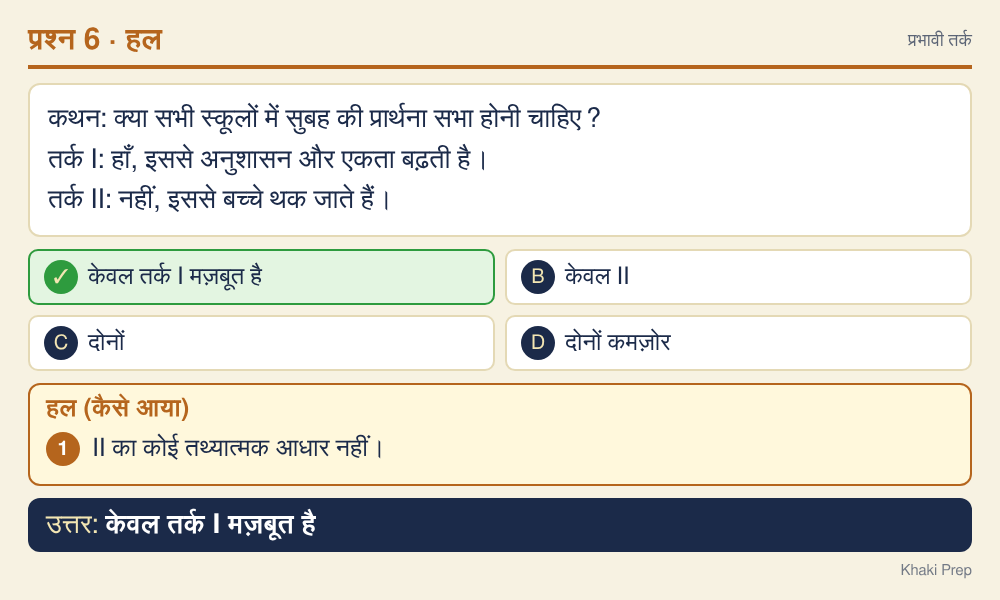 प्रश्न 6 · हल
प्रभावी तर्क
कथन: क्या सभी स्कूलों में सुबह की प्रार्थना सभा होनी चाहिए ?
तर्क I: हाँ, इससे अनुशासन और एकता बढ़ती है।
तर्क II: नहीं, इससे बच्चे थक जाते हैं।
✓ केवल तर्क I मज़बूत है
B केवल II
C दोनों
D दोनों कमज़ोर
हल (कैसे आया)
1 II का कोई तथ्यात्मक आधार नहीं।
उत्तर: केवल तर्क I मज़बूत है
Khaki Prep